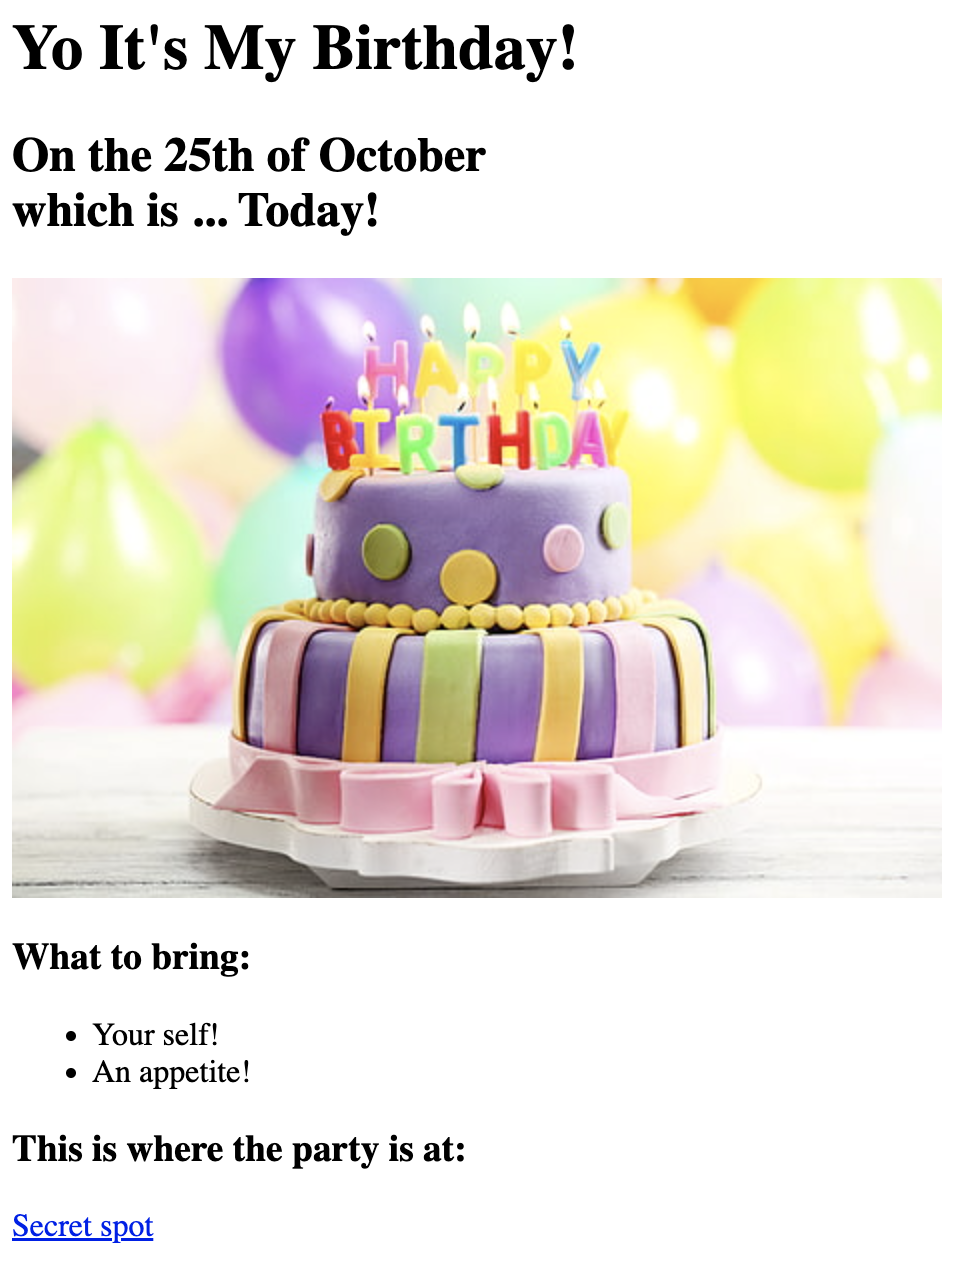 Yo It's My Birthday!
On the 25th of October
which is ... Today!
HAPPY
BIRTHDAY
What to bring:
Your self!
An appetite!
This is where the party is at:
Secret spot